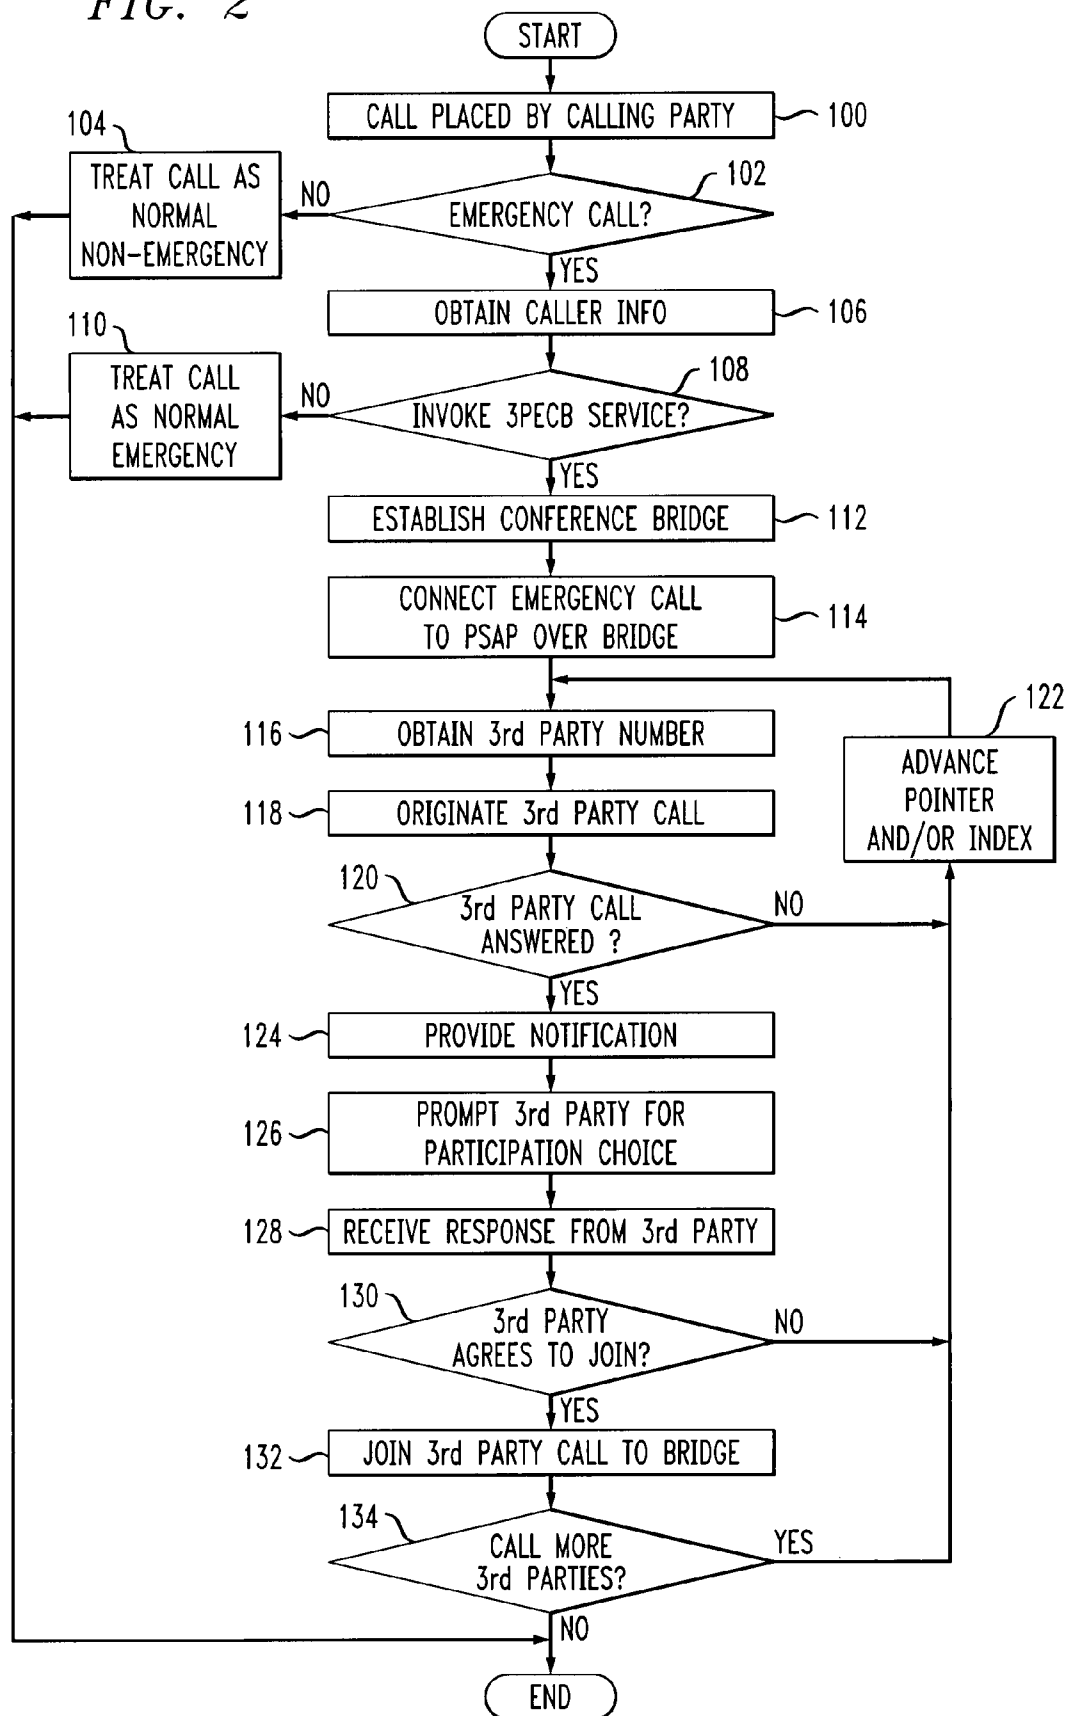 FIG. 2
START
CALL PLACED BY CALLING PARTY
100
104
TREAT CALL AS
NORMAL
NON-EMERGENCY
NO
EMERGENCY CALL?
102
YES
OBTAIN CALLER INFO
106
110
TREAT CALL
AS NORMAL
EMERGENCY
NO
INVOKE 3PECB SERVICE?
108
YES
ESTABLISH CONFERENCE BRIDGE
112
CONNECT EMERGENCY CALL
TO PSAP OVER BRIDGE
114
116
OBTAIN 3rd PARTY NUMBER
122
ADVANCE
POINTER
AND/OR INDEX
118
ORIGINATE 3rd PARTY CALL
120
3rd PARTY CALL
ANSWERED ?
NO
YES
124
PROVIDE NOTIFICATION
126
PROMPT 3rd PARTY FOR
PARTICIPATION CHOICE
128
RECEIVE RESPONSE FROM 3rd PARTY
130
3rd PARTY
AGREES TO JOIN?
NO
YES
132
JOIN 3rd PARTY CALL TO BRIDGE
134
CALL MORE
3rd PARTIES?
YES
NO
END